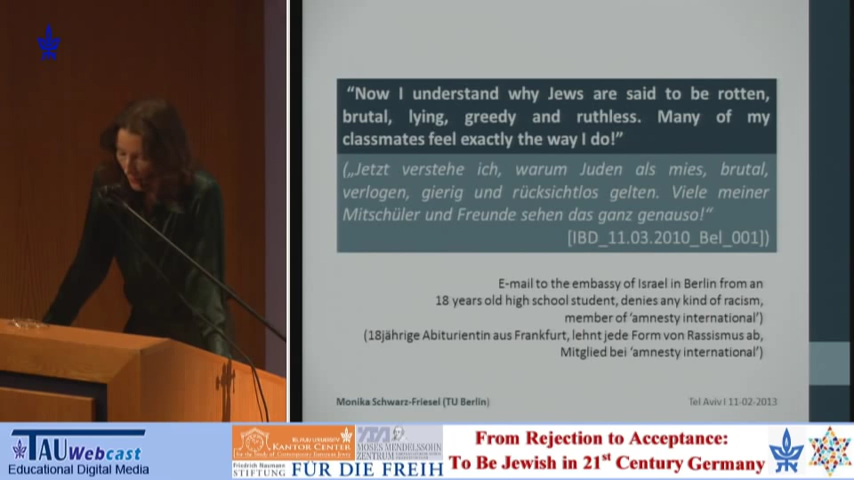 “Now I understand why Jews are said to be rotten,
brutal, lying, greedy and ruthless. Many of my
classmates feel exactly the way I do!”
(„Jetzt verstehe ich, warum Juden als mies, brutal,
verlogen, gierig und rücksichtlos gelten. Viele meiner
Mitschüler und Freunde sehen das ganz genauso!“
[IBD_11.03.2010_Bel_001])
E-mail to the embassy of Israel in Berlin from an
18 years old high school student, denies any kind of racism,
member of ‘amnesty international’)
(18jährige Abiturientin aus Frankfurt, lehnt jede Form von Rassismus ab,
Mitglied bei ‘amnesty international’)
Monika Schwarz-Friesel (TU Berlin)
Tel Aviv I 11-02-2013
TAU Webcast
Educational Digital Media
KANTOR CENTER
MOSES MENDELSSOHN
ZENTRUM
Friedrich Naumann
STIFTUNG FÜR DIE FREIH
From Rejection to Acceptance:
To Be Jewish in 21st Century Germany